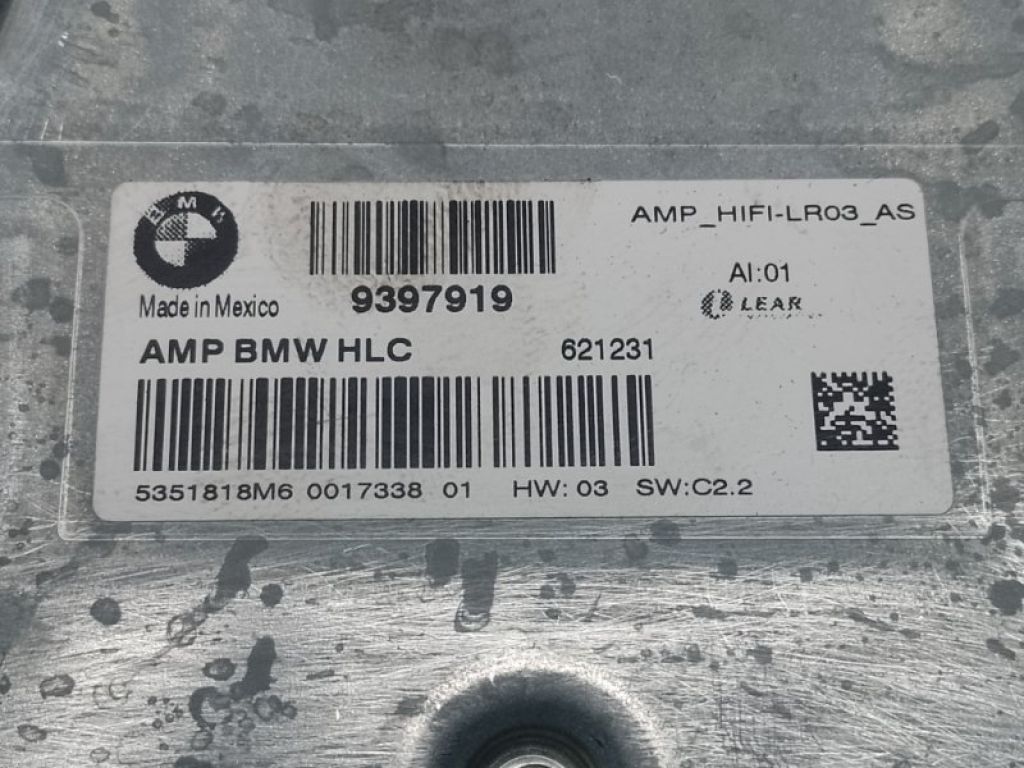 BMW
AMP_HIFI-LR03_AS
Made in Mexico
9397919
AI:01
LEAR
AMP BMW HLC 621231
5351818M6 0017338 01 HW: 03 SW:C2.2